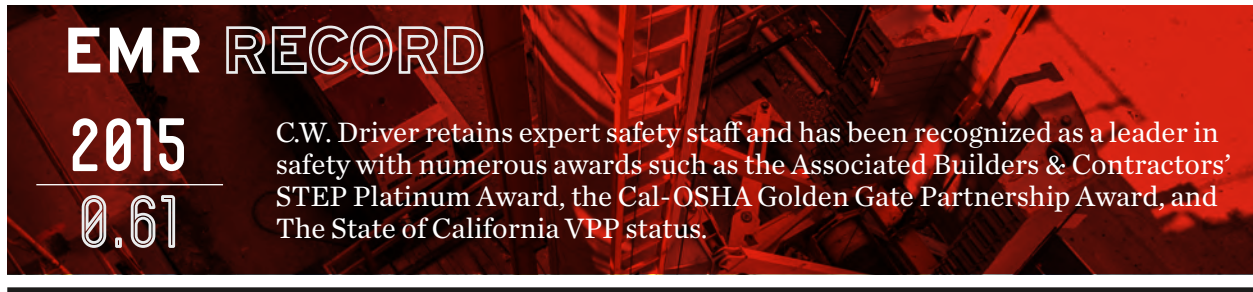 EMR RECORD
2015
0.61
C.W. Driver retains expert safety staff and has been recognized as a leader in
safety with numerous awards such as the Associated Builders & Contractors’
STEP Platinum Award, the Cal-OSHA Golden Gate Partnership Award, and
The State of California VPP status.